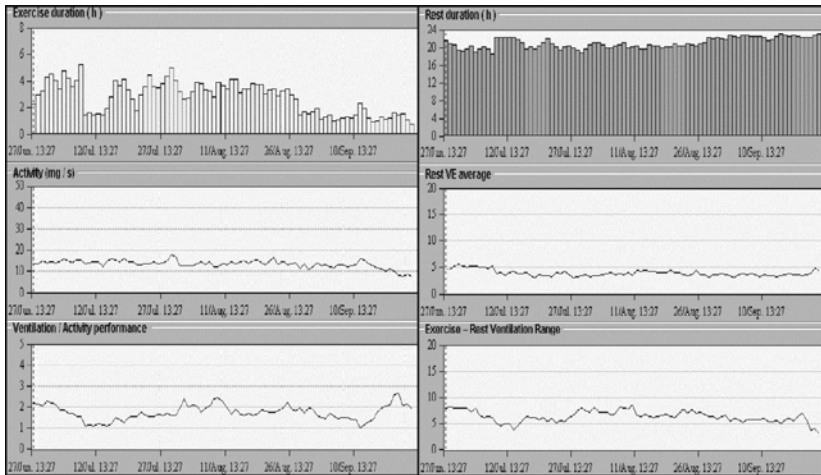 Exercise duration ( h )
8
6
4
2
0
27/Jun. 13:27 12/Jul. 13:27 27/Jul. 13:27 11/Aug. 13:27 26/Aug. 13:27 10/Sep. 13:27
Rest duration ( h )
24
20
16
12
8
4
0
27/Jun. 13:27 12/Jul. 13:27 27/Jul. 13:27 11/Aug. 13:27 26/Aug. 13:27 10/Sep. 13:27
Activity (mg / s)
50
40
30
20
10
0
27/Jun. 13:27 12/Jul. 13:27 27/Jul. 13:27 11/Aug. 13:27 26/Aug. 13:27 10/Sep. 13:27
Rest VE average
20
15
10
5
0
27/Jun. 13:27 12/Jul. 13:27 27/Jul. 13:27 11/Aug. 13:27 26/Aug. 13:27 10/Sep. 13:27
Ventilation / Activity performance
5
4
3
2
1
0
27/Jun. 13:27 12/Jul. 13:27 27/Jul. 13:27 11/Aug. 13:27 26/Aug. 13:27 10/Sep. 13:27
Exercise – Rest Ventilation Range
20
15
10
5
0
27/Jun. 13:27 12/Jul. 13:27 27/Jul. 13:27 11/Aug. 13:27 26/Aug. 13:27 10/Sep. 13:27